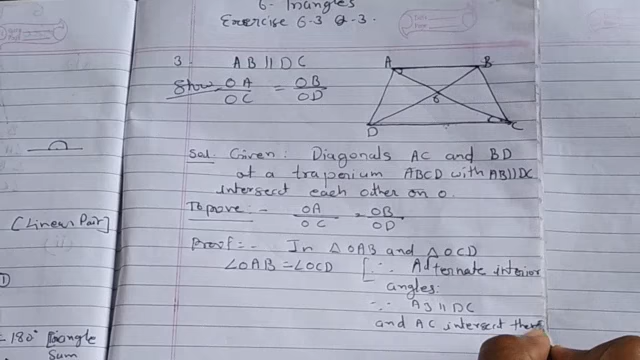 6. Triangles
Exercise 6.3 Q-3.
3 AB || DC
Show OA/OC = OB/OD
A B
O
D C
Sol. Given: Diagonals AC and BD
of a trapezium ABCD with AB||DC
intersect each other on O.
To prove:- OA/OC = OB/OD
Proof:- In △OAB and △OCD
∠OAB = ∠OCD [∵ Alternate interior
angles.
∵ AB || DC
and AC intersect them
[Linear Pair]
(ii)
①
= 180° Triangle
Sum